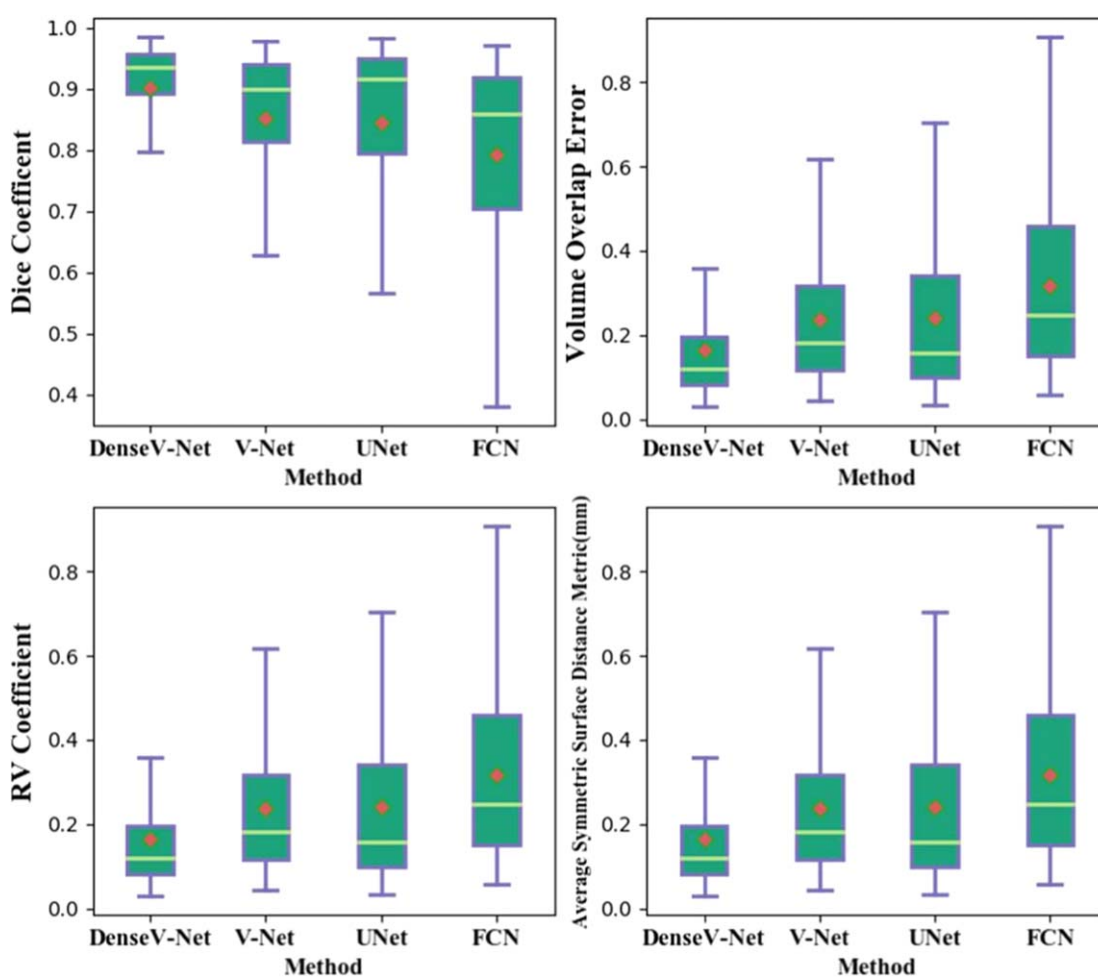 Dice Coefficent
1.0
0.9
0.8
0.7
0.6
0.5
0.4
DenseV-Net V-Net UNet FCN
Method
Volume Overlap Error
0.8
0.6
0.4
0.2
0.0
DenseV-Net V-Net UNet FCN
Method
RV Coefficient
0.8
0.6
0.4
0.2
0.0
DenseV-Net V-Net UNet FCN
Method
Average Symmetric Surface Distance Metric(mm)
0.8
0.6
0.4
0.2
0.0
DenseV-Net V-Net UNet FCN
Method